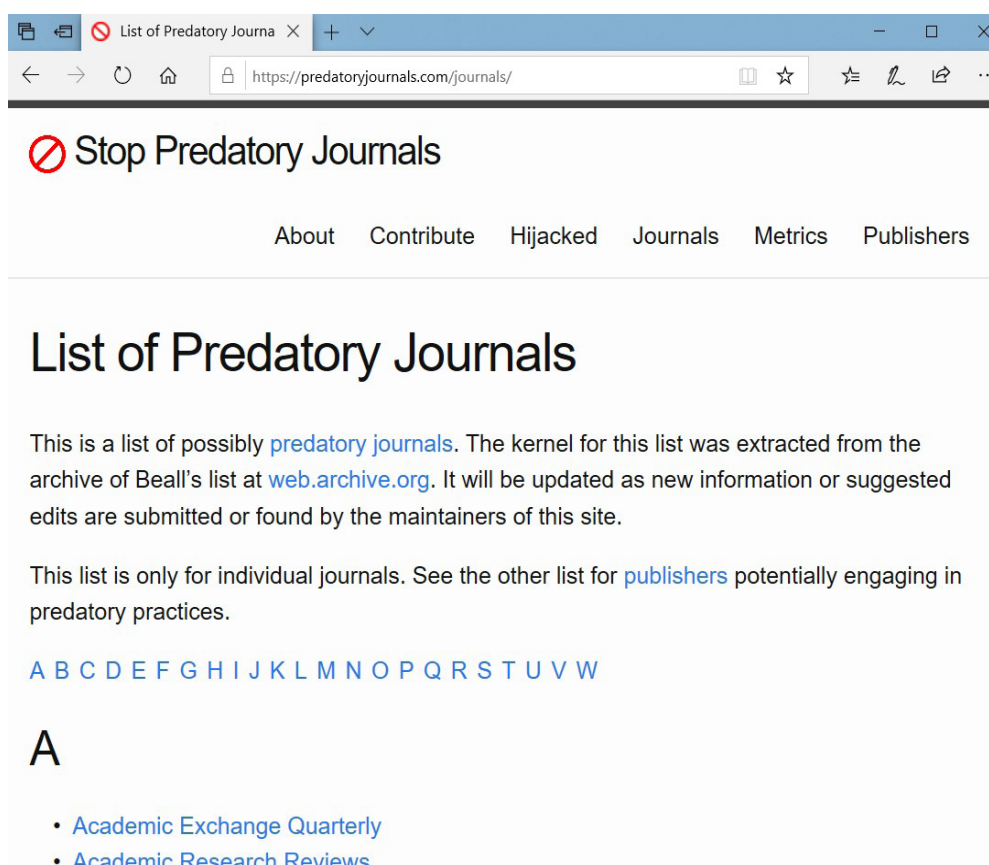 List of Predatory Journa
https://predatoryjournals.com/journals/
Stop Predatory Journals
About Contribute Hijacked Journals Metrics Publishers
List of Predatory Journals
This is a list of possibly predatory journals. The kernel for this list was extracted from the
archive of Beall's list at web.archive.org. It will be updated as new information or suggested
edits are submitted or found by the maintainers of this site.
This list is only for individual journals. See the other list for publishers potentially engaging in
predatory practices.
A B C D E F G H I J K L M N O P Q R S T U V W
A
• Academic Exchange Quarterly
• Academic Research Reviews